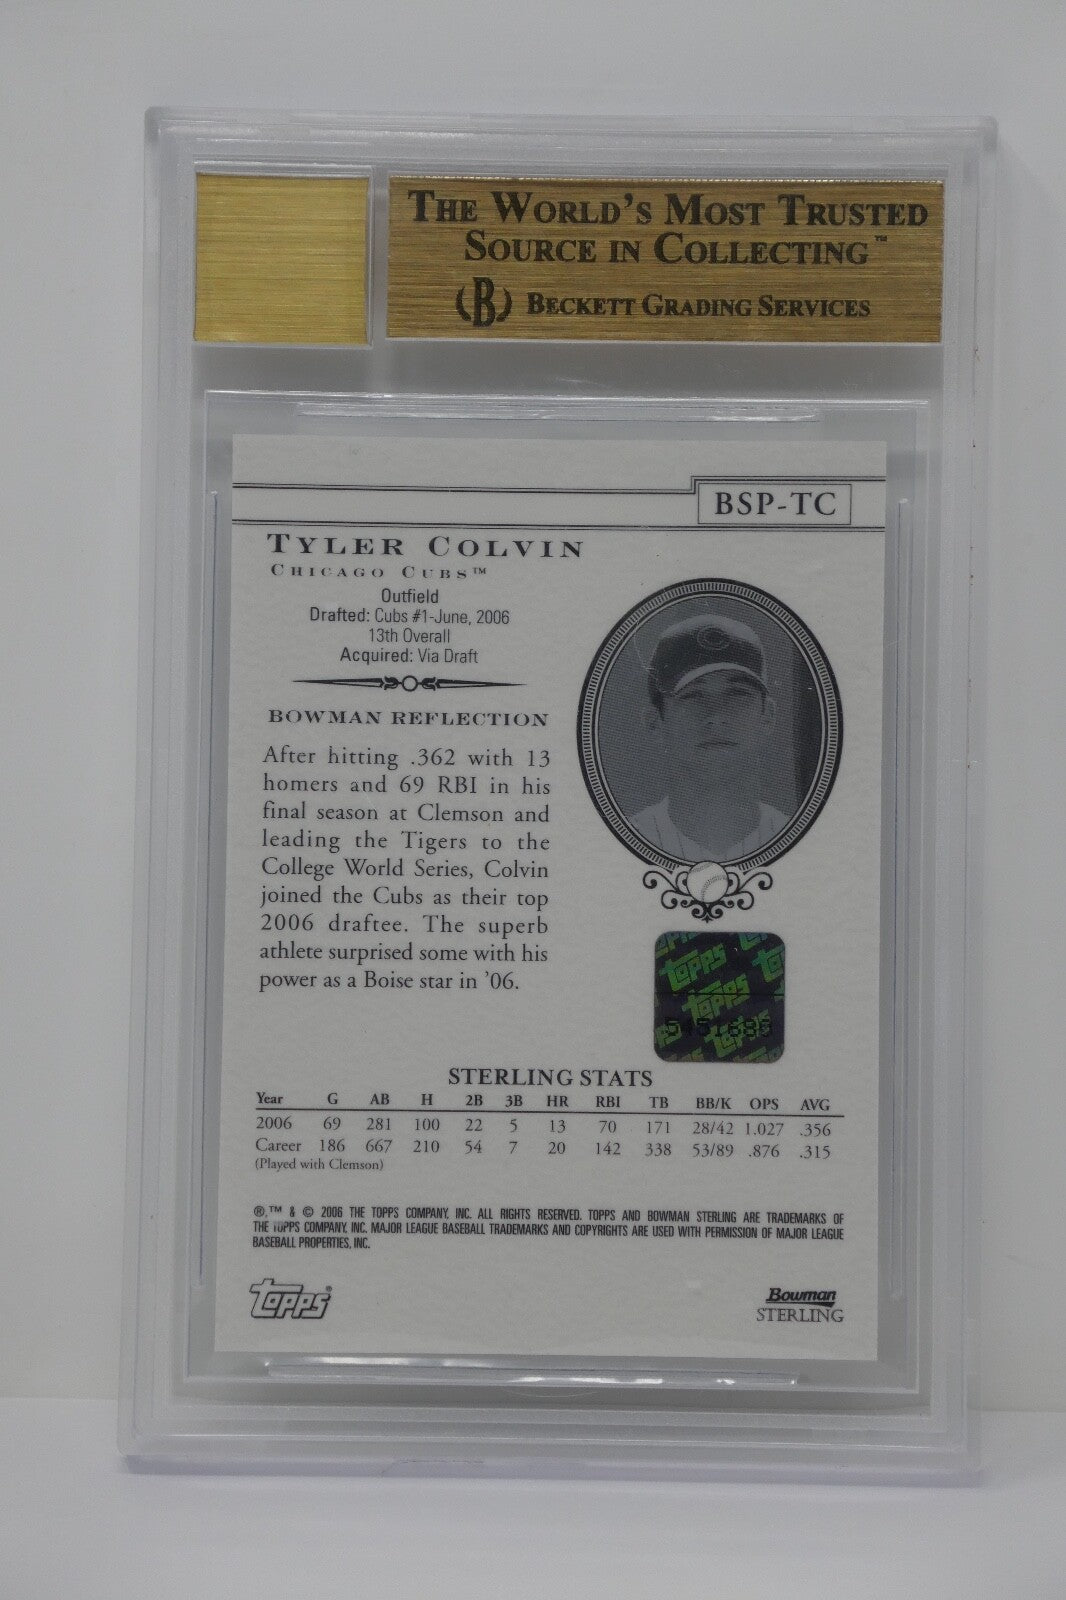 THE WORLD'S MOST TRUSTED
SOURCE IN COLLECTING™
B BECKETT GRADING SERVICES
BSP-TC
TYLER COLVIN
CHICAGO CUBS™
Outfield
Drafted: Cubs #1-June, 2006
13th Overall
Acquired: Via Draft
BOWMAN REFLECTION
After hitting .362 with 13
homers and 69 RBI in his
final season at Clemson and
leading the Tigers to the
College World Series, Colvin
joined the Cubs as their top
2006 draftee. The superb
athlete surprised some with his
power as a Boise star in '06.
topps
topps
STERLING STATS
Year G AB H 2B 3B HR RBI TB BB/K OPS AVG
2006 69 281 100 22 5 13 70 171 28/42 1.027 .356
Career 186 667 210 54 7 20 142 338 53/89 .876 .315
(Played with Clemson)
®,™ & © 2006 THE TOPPS COMPANY, INC. ALL RIGHTS RESERVED. TOPPS AND BOWMAN STERLING ARE TRADEMARKS OF
THE TOPPS COMPANY, INC. MAJOR LEAGUE BASEBALL TRADEMARKS AND COPYRIGHTS ARE USED WITH PERMISSION OF MAJOR LEAGUE
BASEBALL PROPERTIES, INC.
topps®
Bowman
STERLING